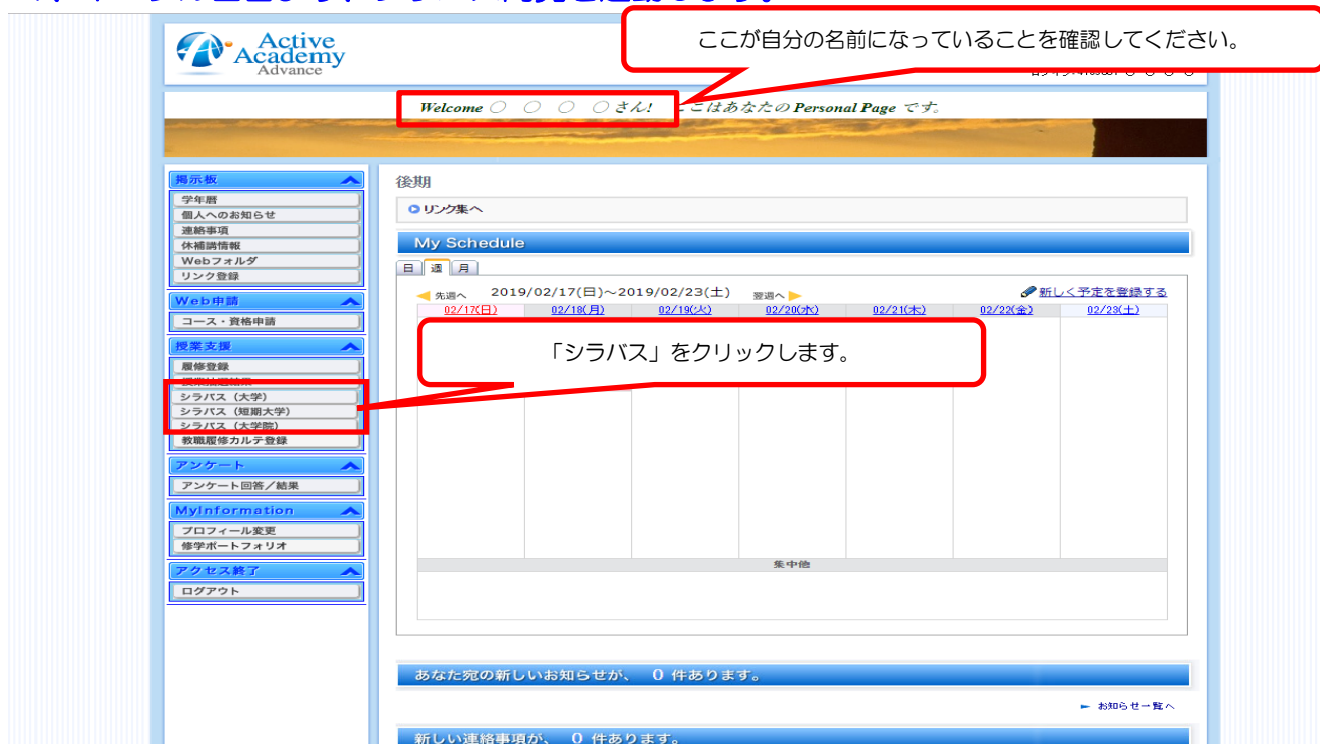 Active
Academy
Advance
ここが自分の名前になっていることを確認してください。
Welcome ○ ○ ○ ○さん! ここはあなたの Personal Page です。
掲示板
学年暦
個人へのお知らせ
連絡事項
休補講情報
Webフォルダ
リンク登録
Web申請
コース・資格申請
授業支援
履修登録
シラバス（大学）
シラバス（短期大学）
シラバス（大学院）
教職履修カルテ登録
アンケート
アンケート回答／結果
MyInformation
プロフィール変更
修学ポートフォリオ
アクセス終了
ログアウト
後期
リンク集へ
My Schedule
日 週 月
先週へ 2019/02/17(日)～2019/02/23(土) 翌週へ 新しく予定を登録する
02/17(日) 02/18(月) 02/19(火) 02/20(水) 02/21(木) 02/22(金) 02/23(土)
「シラバス」をクリックします。
集中他
あなた宛の新しいお知らせが、 0 件あります。
お知らせ一覧へ
新しい連絡事項が、 0 件あります。